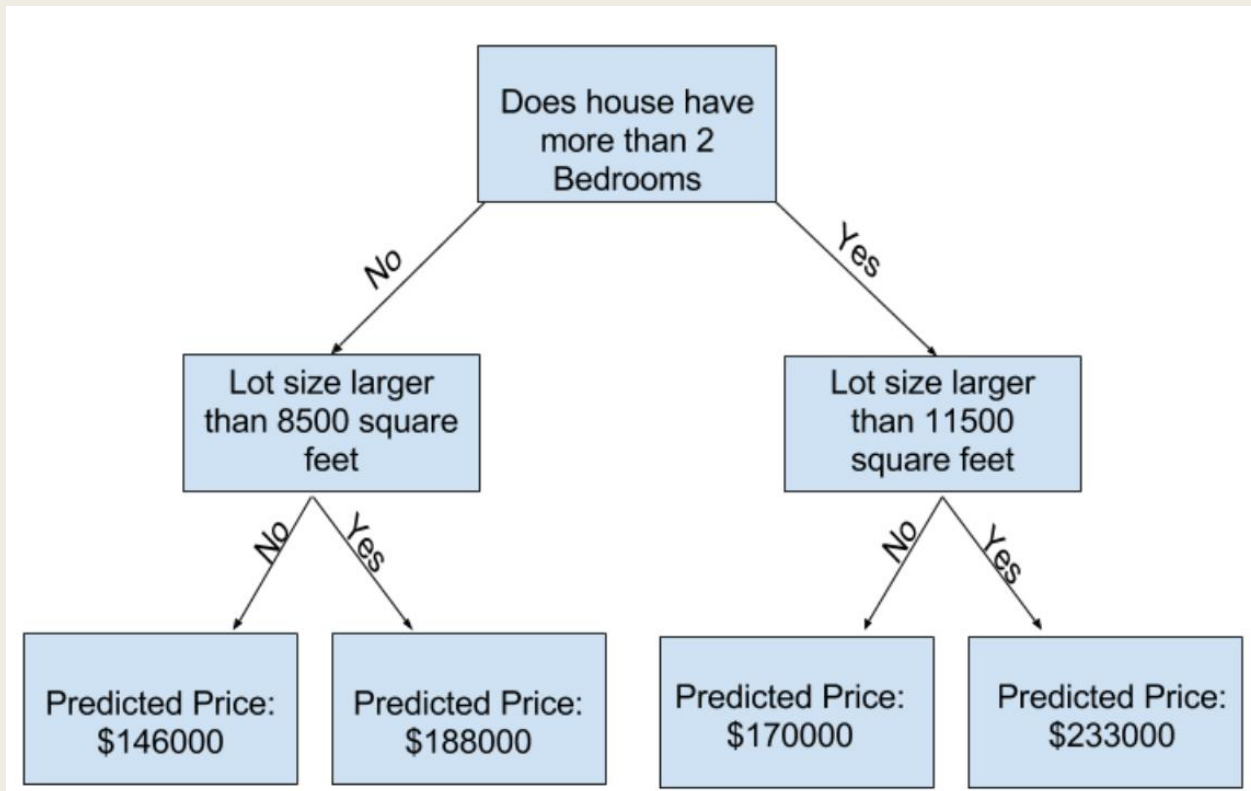 Does house have
more than 2
Bedrooms
No
Yes
Lot size larger
than 8500 square
feet
Lot size larger
than 11500
square feet
No
Yes
No
Yes
Predicted Price:
$146000
Predicted Price:
$188000
Predicted Price:
$170000
Predicted Price:
$233000